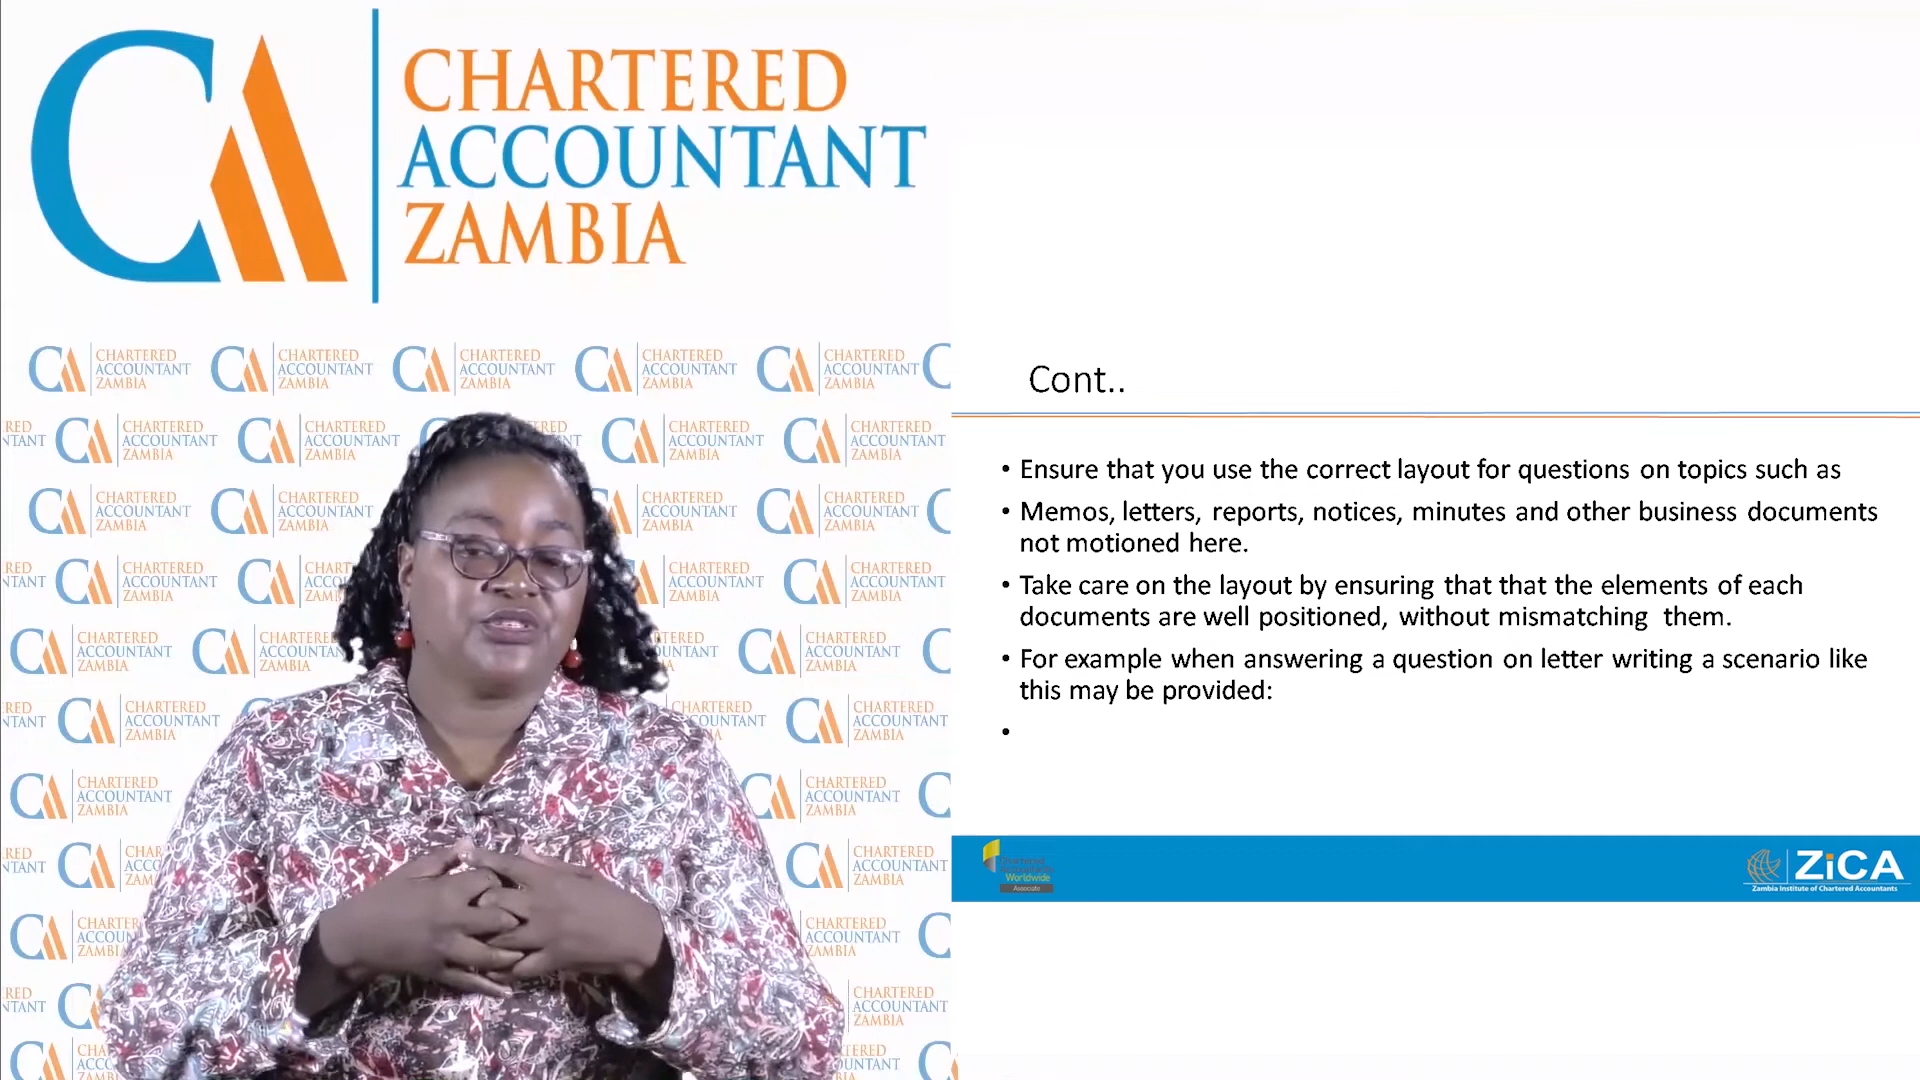 CA CHARTERED
ACCOUNTANT
ZAMBIA
Cont..
• Ensure that you use the correct layout for questions on topics such as
• Memos, letters, reports, notices, minutes and other business documents
not motioned here.
• Take care on the layout by ensuring that that the elements of each
documents are well positioned, without mismatching them.
• For example when answering a question on letter writing a scenario like
this may be provided:
•
Worldwide
Associate
ZiCA
Zambia Institute of Chartered Accountants